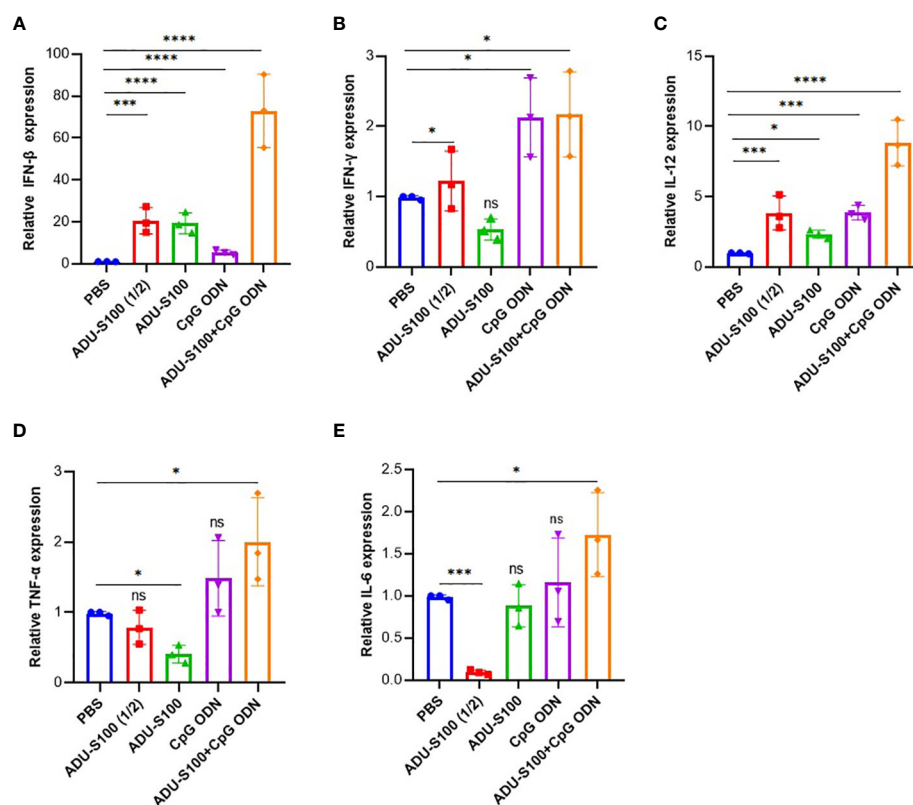 A
Relative IFN-β expression
100
80
60
40
20
0
****
****
****
***
PBS
ADU-S100 (1/2)
ADU-S100
CpG ODN
ADU-S100+CpG ODN
B
Relative IFN-γ expression
3
2
1
0
*
*
*
ns
PBS
ADU-S100 (1/2)
ADU-S100
CpG ODN
ADU-S100+CpG ODN
C
Relative IL-12 expression
15
10
5
0
****
***
*
***
PBS
ADU-S100 (1/2)
ADU-S100
CpG ODN
ADU-S100+CpG ODN
D
Relative TNF-α expression
3
2
1
0
*
*
ns
ns
PBS
ADU-S100 (1/2)
ADU-S100
CpG ODN
ADU-S100+CpG ODN
E
Relative IL-6 expression
2.5
2.0
1.5
1.0
0.5
0.0
*
***
ns
ns
PBS
ADU-S100 (1/2)
ADU-S100
CpG ODN
ADU-S100+CpG ODN